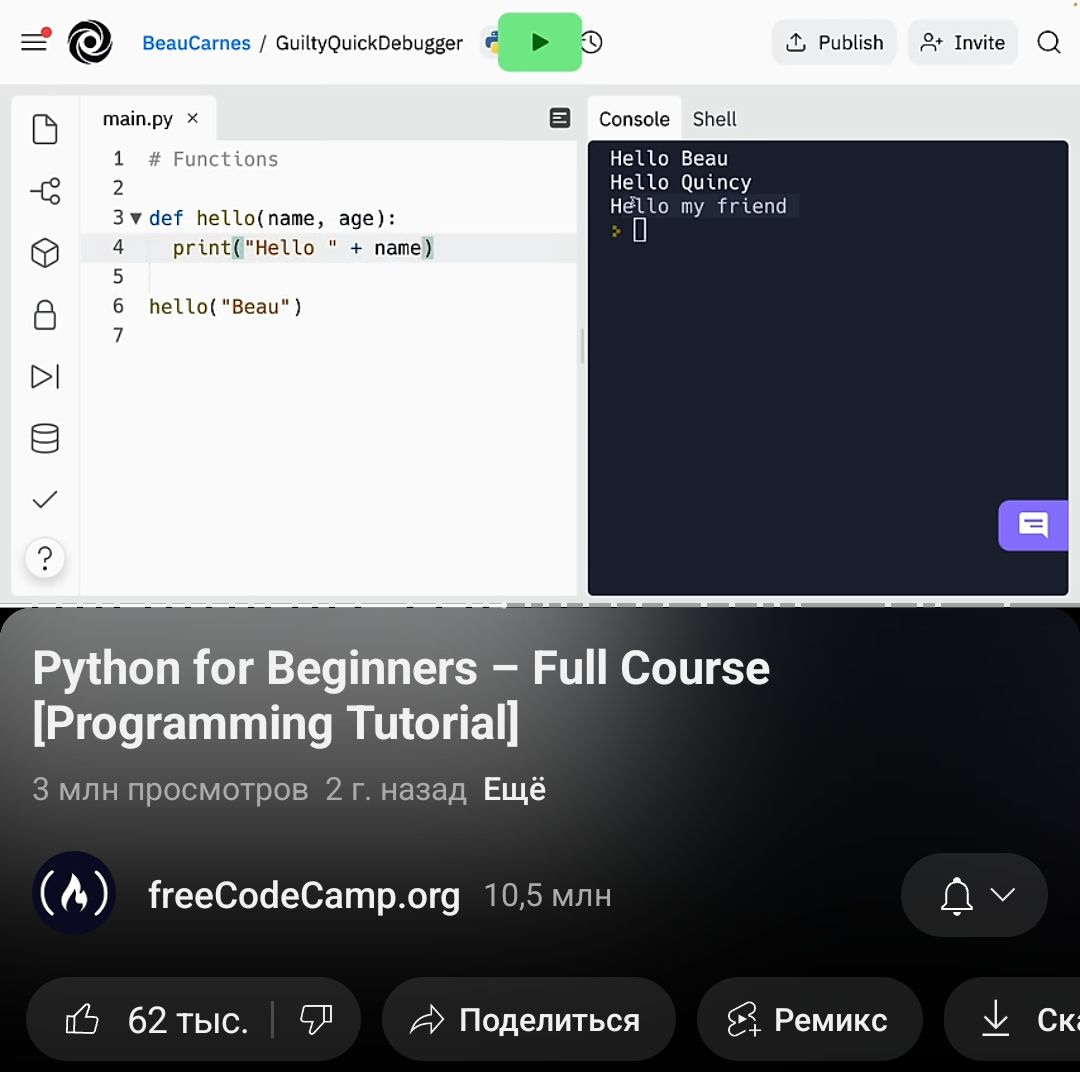 BeauCarnes / GuiltyQuickDebugger
Publish
Invite
main.py ×
Console Shell
1 # Functions
2
3 def hello(name, age):
4 print("Hello " + name)
5
6 hello("Beau")
7
Hello Beau
Hello Quincy
Hello my friend
?
Python for Beginners – Full Course
[Programming Tutorial]
3 млн просмотров 2 г. назад Ещё
freeCodeCamp.org 10,5 млн
62 тыс.
Поделиться
Ремикс